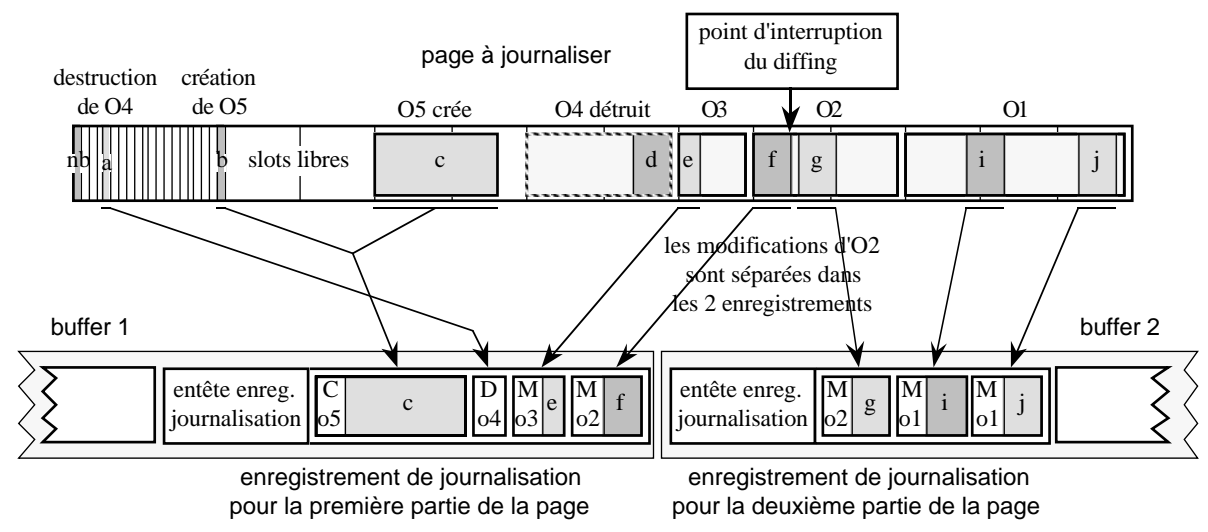 point d'interruption
du diffing
page à journaliser
destruction
de O4
création
de O5
O5 crée
O4 détruit
O3
O2
O1
nb
a
b
slots libres
c
d
e
f
g
i
j
les modifications d'O2
sont séparées dans
les 2 enregistrements
buffer 1
buffer 2
entête enreg.
journalisation
C
o5
c
D
o4
M
o3
e
M
o2
f
entête enreg.
journalisation
M
o2
g
M
o1
i
M
o1
j
enregistrement de journalisation
pour la première partie de la page
enregistrement de journalisation
pour la deuxième partie de la page